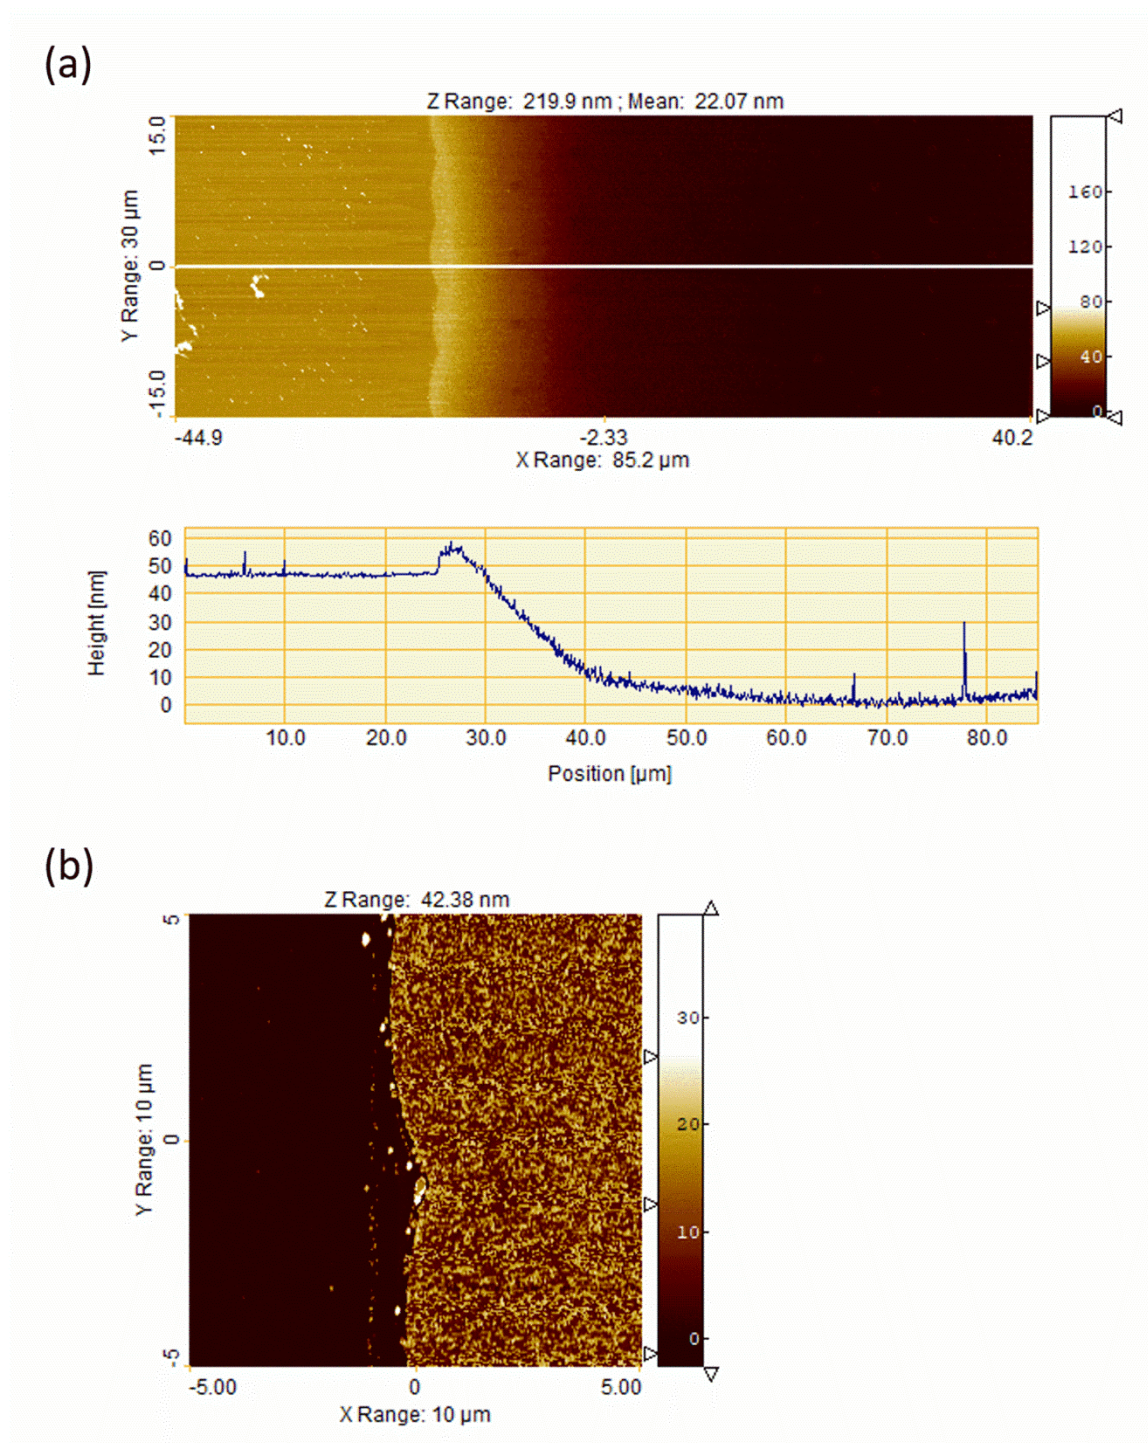 (a)
Z Range: 219.9 nm ; Mean: 22.07 nm
Y Range: 30 µm
15.0
0
-15.0
160
120
80
40
0
-44.9
-2.33
40.2
X Range: 85.2 µm
Height [nm]
60
50
40
30
20
10
0
10.0 20.0 30.0 40.0 50.0 60.0 70.0 80.0
Position [µm]
(b)
Z Range: 42.38 nm
Y Range: 10 µm
5
0
-5
30
20
10
0
-5.00
0
5.00
X Range: 10 µm